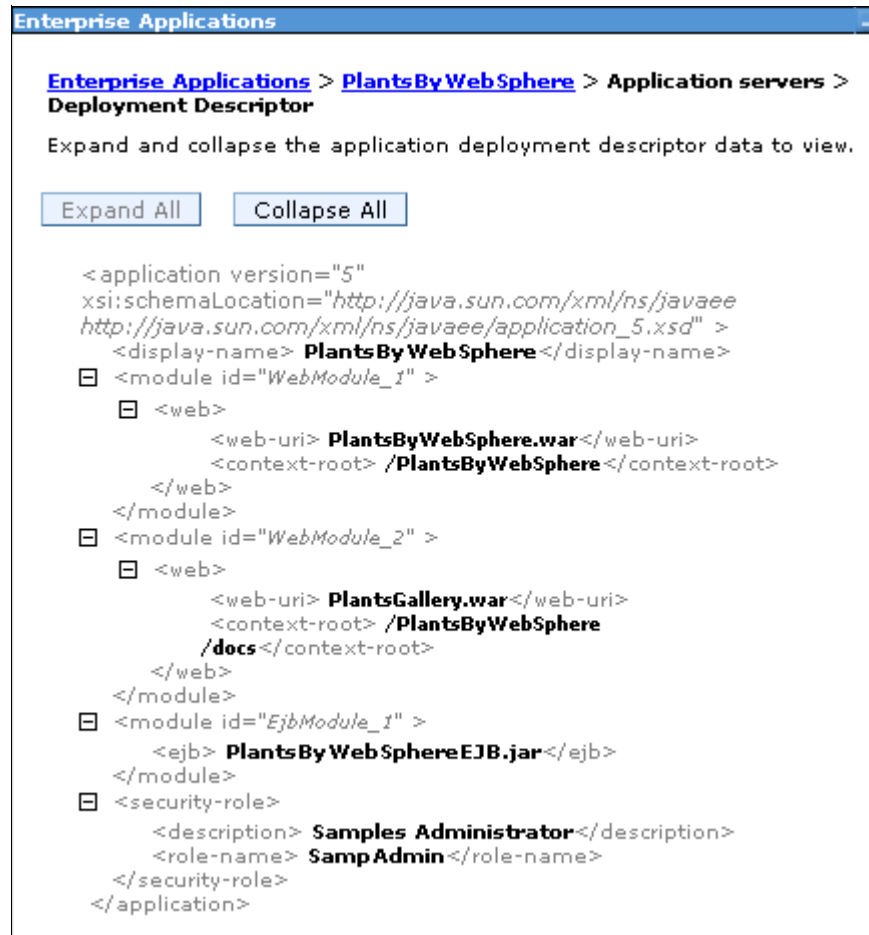 Enterprise Applications
Enterprise Applications > PlantsByWebSphere > Application servers >
Deployment Descriptor
Expand and collapse the application deployment descriptor data to view.
Expand All Collapse All
<application version="5"
xsi:schemaLocation="http://java.sun.com/xml/ns/javaee
http://java.sun.com/xml/ns/javaee/application_5.xsd" >
<display-name> PlantsByWebSphere</display-name>
<module id="WebModule_1" >
<web>
<web-uri> PlantsByWebSphere.war</web-uri>
<context-root> /PlantsByWebSphere</context-root>
</web>
</module>
<module id="WebModule_2" >
<web>
<web-uri> PlantsGallery.war</web-uri>
<context-root> /PlantsByWebSphere
/docs</context-root>
</web>
</module>
<module id="EjbModule_1" >
<ejb> PlantsByWebSphereEJB.jar</ejb>
</module>
<security-role>
<description> Samples Administrator</description>
<role-name> SampAdmin</role-name>
</security-role>
</application>